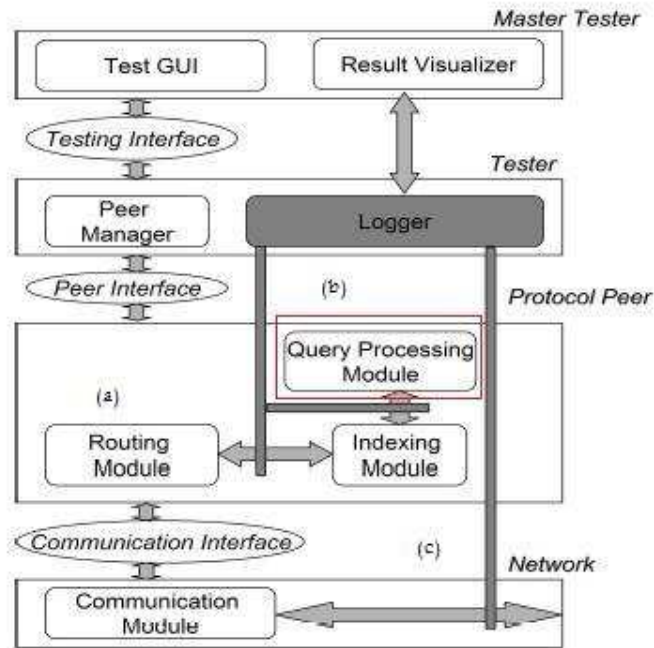 Master Tester
Test GUI
Result Visualizer
Testing Interface
Tester
Peer
Manager
Logger
Peer Interface
(b)
Protocol Peer
Query Processing
Module
(a)
Routing
Module
Indexing
Module
Communication Interface
(c)
Network
Communication
Module